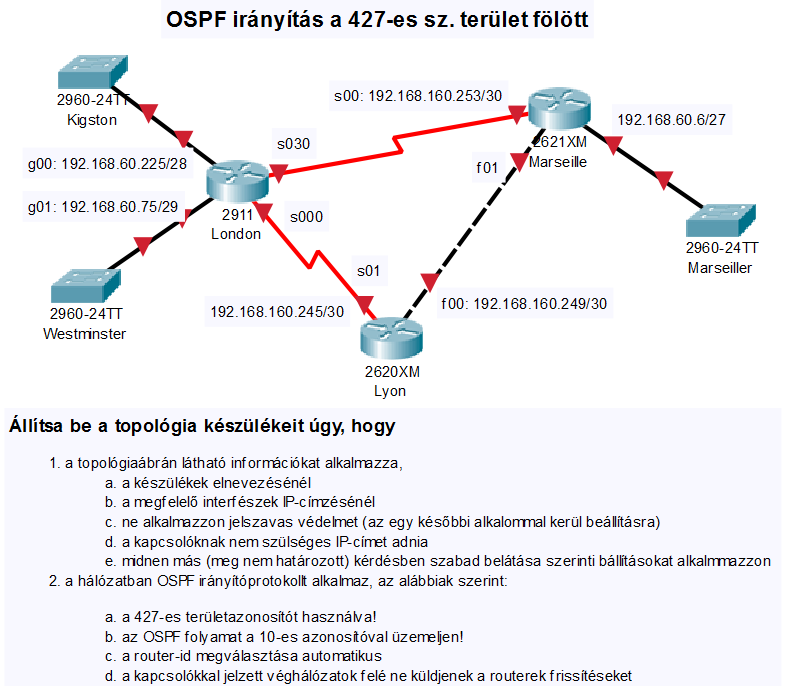 OSPF irányítás a 427-es sz. terület fölött
2960-24TT
Kigston
s00: 192.168.160.253/30
192.168.60.6/27
s030
2621XM
Marseille
g00: 192.168.60.225/28
f01
g01: 192.168.60.75/29
2911
London
s000
2960-24TT
Marseiller
s01
2960-24TT
Westminster
192.168.160.245/30
f00: 192.168.160.249/30
2620XM
Lyon
Állítsa be a topológia készülékeit úgy, hogy
1. a topológiaábrán látható információkat alkalmazza,
a. a készülékek elnevezésénél
b. a megfelelő interfészek IP-címzésénél
c. ne alkalmazzon jelszavas védelmet (az egy későbbi alkalommal kerül beállításra)
d. a kapcsolóknak nem szülséges IP-címet adnia
e. midnen más (meg nem határozott) kérdésben szabad belátása szerinti bállításokat alkalmmazzon
2. a hálózatban OSPF irányítóprotokollt alkalmaz, az alábbiak szerint:
a. a 427-es területazonosítót használva!
b. az OSPF folyamat a 10-es azonosítóval üzemeljen!
c. a router-id megválasztása automatikus
d. a kapcsolókkal jelzett véghálózatok felé ne küldjenek a routerek frissítéseket